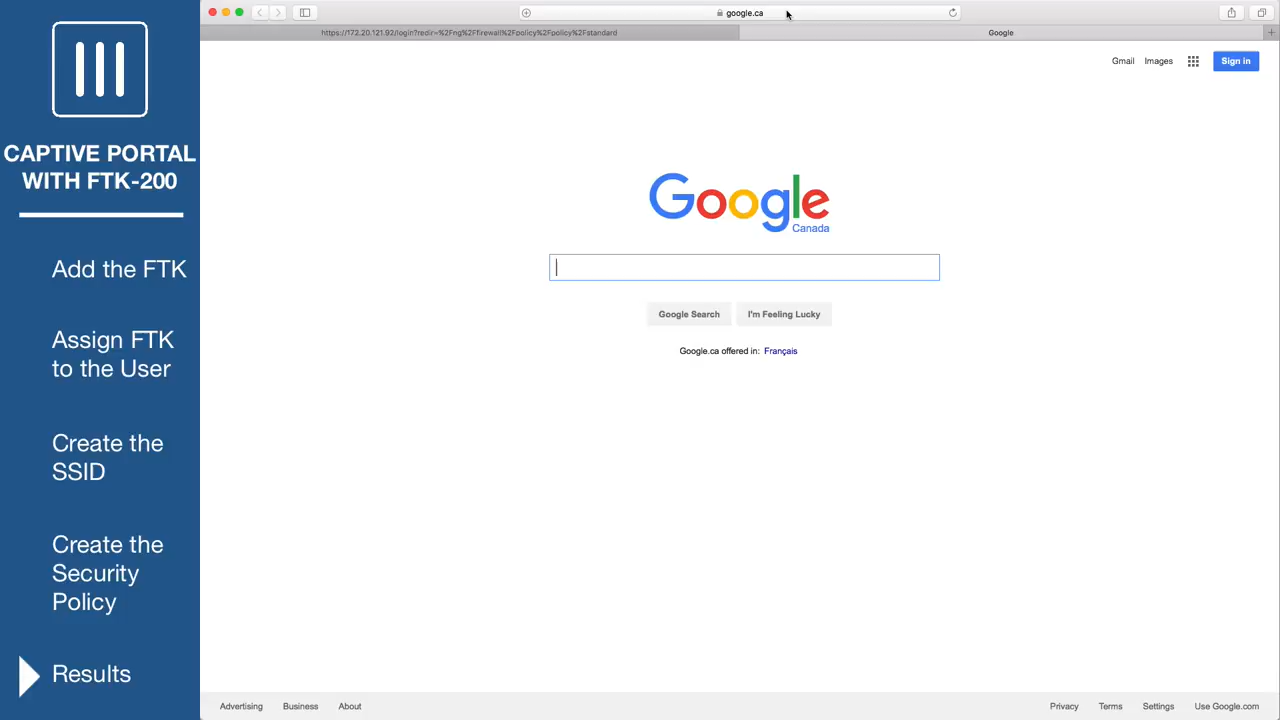 CAPTIVE PORTAL
WITH FTK-200
Add the FTK
Assign FTK
to the User
Create the
SSID
Create the
Security
Policy
Results
google.ca
https://172.20.121.92/login?redir=%2Fng%2Ffirewall%2Fpolicy%2Fpolicy%2Fstandard
Google
Gmail Images Sign in
Google
Canada
Google Search I'm Feeling Lucky
Google.ca offered in: Français
Advertising Business About Privacy Terms Settings Use Google.com